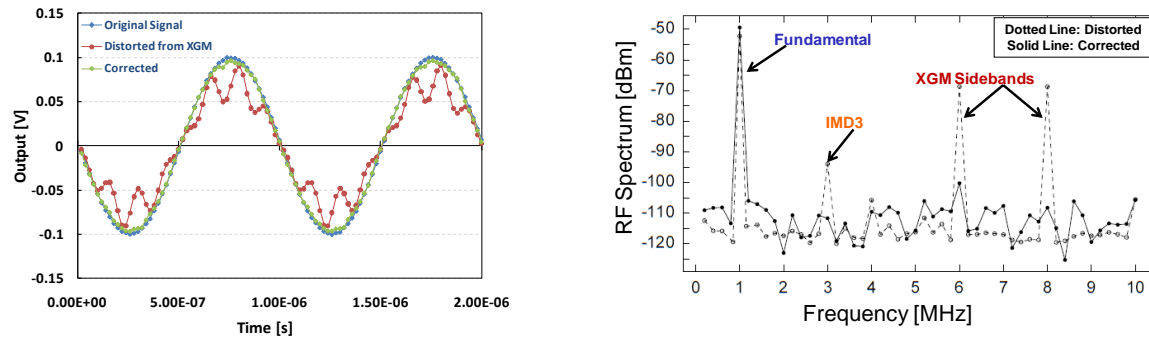 Original Signal
Distorted from XGM
Corrected
Output [V]
0.15
0.1
0.05
0
-0.05
-0.1
-0.15
0.00E+00 5.00E-07 1.00E-06 1.50E-06 2.00E-06
Time [s]
Dotted Line: Distorted
Solid Line: Corrected
Fundamental
XGM Sidebands
IMD3
RF Spectrum [dBm]
-50
-60
-70
-80
-90
-100
-110
-120
0 1 2 3 4 5 6 7 8 9 10
Frequency [MHz]